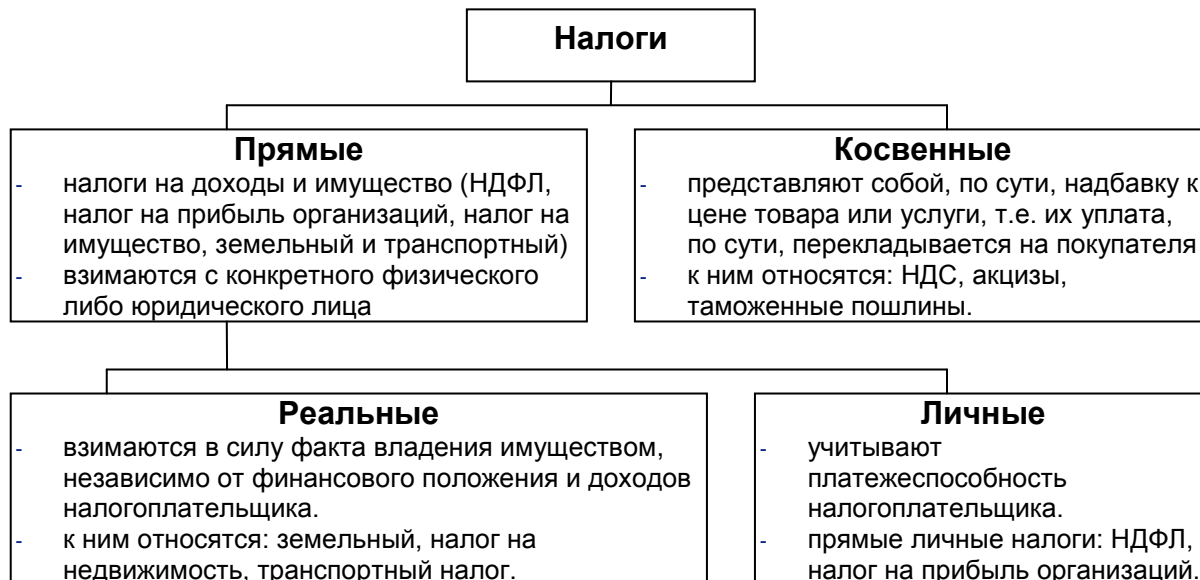 Налоги
Прямые
- налоги на доходы и имущество (НДФЛ,
налог на прибыль организаций, налог на
имущество, земельный и транспортный)
- взимаются с конкретного физического
либо юридического лица
Косвенные
- представляют собой, по сути, надбавку к
цене товара или услуги, т.е. их уплата,
по сути, перекладывается на покупателя
- к ним относятся: НДС, акцизы,
таможенные пошлины.
Реальные
- взимаются в силу факта владения имуществом,
независимо от финансового положения и доходов
налогоплательщика.
- к ним относятся: земельный, налог на
недвижимость, транспортный налог.
Личные
- учитывают
платежеспособность
налогоплательщика.
- прямые личные налоги: НДФЛ,
налог на прибыль организаций.